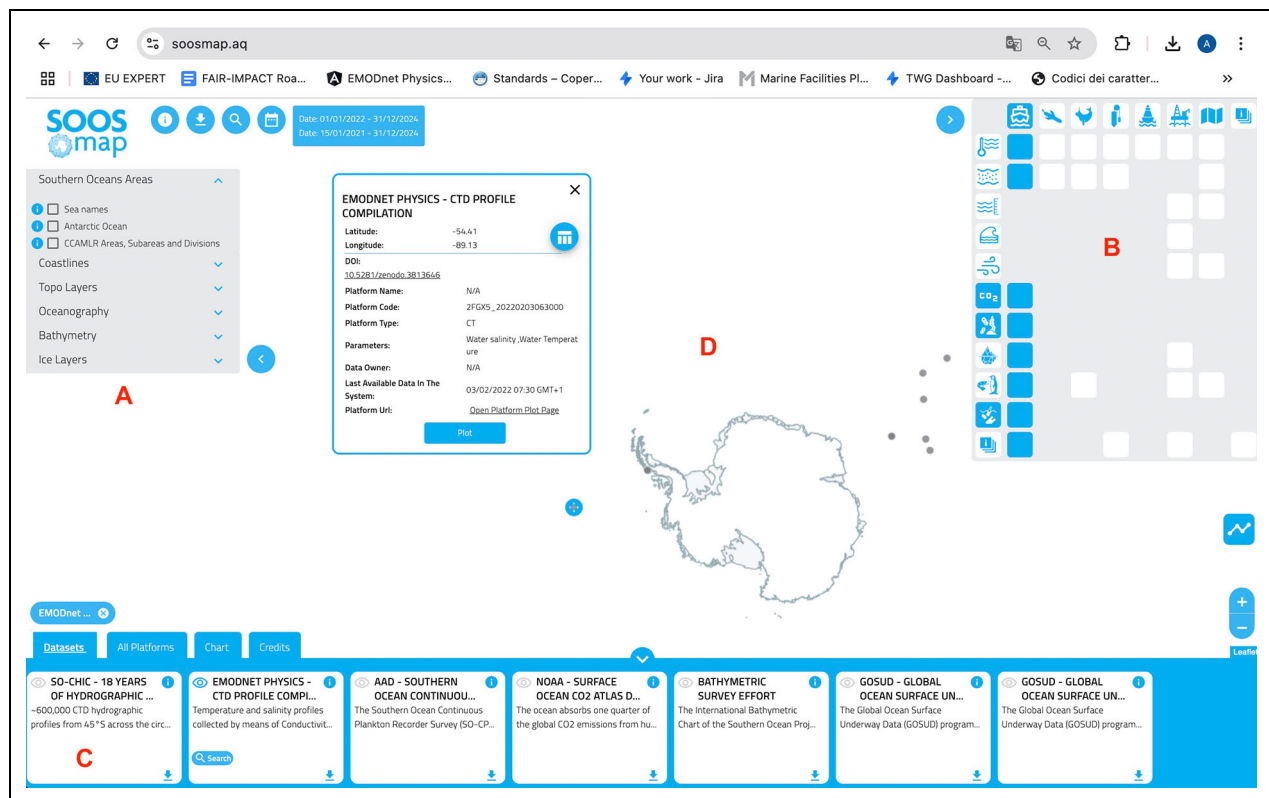 soosmap.aq
A
EU EXPERT
FAIR-IMPACT Roa...
EMODnet Physics...
Standards – Coper...
Your work - Jira
Marine Facilities Pl...
TWG Dashboard -...
Codici dei caratter...
»
SOOS
map
Date: 01/01/2022 - 31/12/2024
Date: 15/01/2021 - 31/12/2024
Southern Oceans Areas
Sea names
Antarctic Ocean
CCAMLR Areas, Subareas and Divisions
Coastlines
Topo Layers
Oceanography
Bathymetry
Ice Layers
A
EMODNET PHYSICS - CTD PROFILE
COMPILATION
Latitude: -54.41
Longitude: -89.13
DOI:
10.5281/zenodo.3813646
Platform Name: N/A
Platform Code: 2FGX5_20220203063000
Platform Type: CT
Parameters: Water salinity ,Water Temperat
ure
Data Owner: N/A
Last Available Data In The
System: 03/02/2022 07:30 GMT+1
Platform Url: Open Platform Plot Page
Plot
D
B
CO2
+
−
Leaflet
EMODnet ...
Datasets
All Platforms
Chart
Credits
SO-CHIC - 18 YEARS
OF HYDROGRAPHIC ...
~600,000 CTD hydrographic
profiles from 45°S across the circ...
C
EMODNET PHYSICS -
CTD PROFILE COMPI...
Temperature and salinity profiles
collected by means of Conductivit...
Search
AAD - SOUTHERN
OCEAN CONTINUOU...
The Southern Ocean Continuous
Plankton Recorder Survey (SO-CP...
NOAA - SURFACE
OCEAN CO2 ATLAS D...
The ocean absorbs one quarter of
the global CO2 emissions from hu...
BATHYMETRIC
SURVEY EFFORT
The International Bathymetric
Chart of the Southern Ocean Proj...
GOSUD - GLOBAL
OCEAN SURFACE UN...
The Global Ocean Surface
Underway Data (GOSUD) program...
GOSUD - GLOBAL
OCEAN SURFACE UN...
The Global Ocean Surface
Underway Data (GOSUD) program...